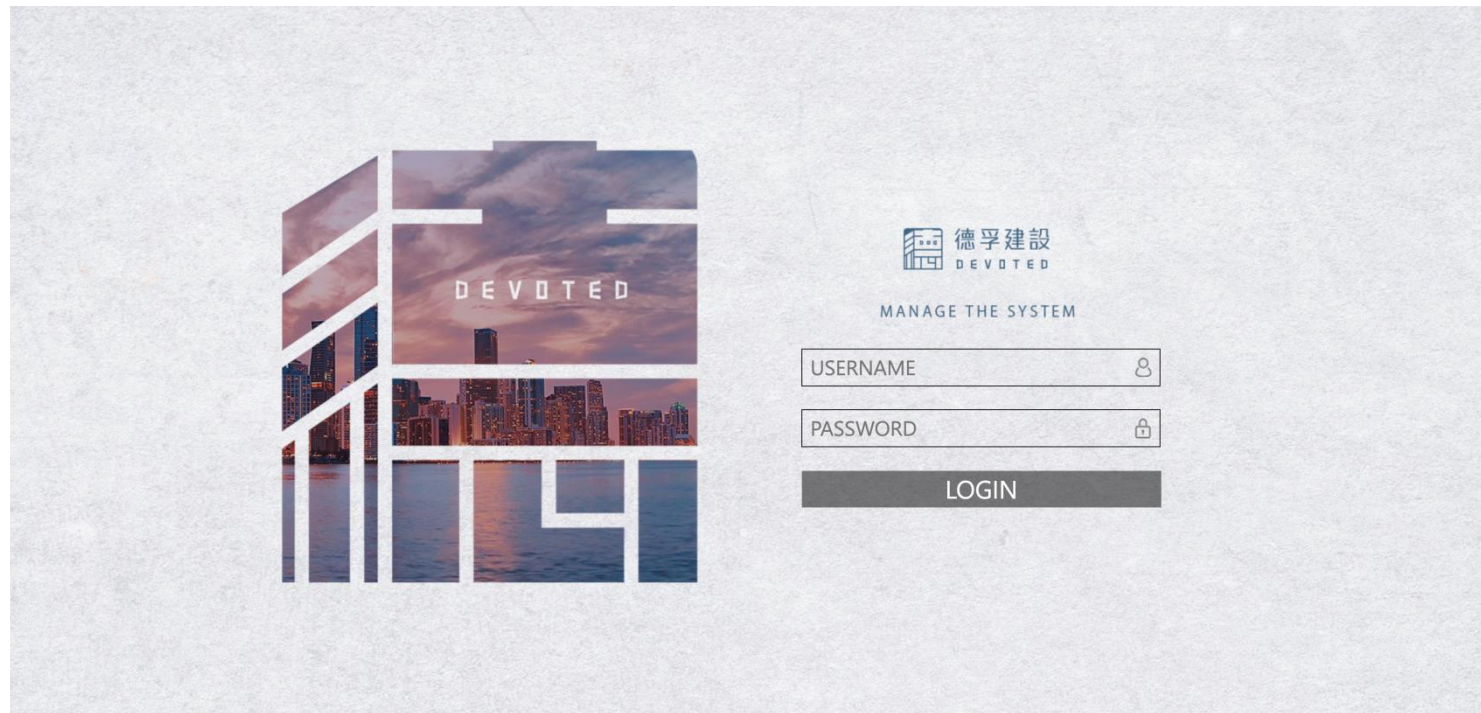 DEVOTED
德孚建設
DEVOTED
MANAGE THE SYSTEM
USERNAME
PASSWORD
LOGIN